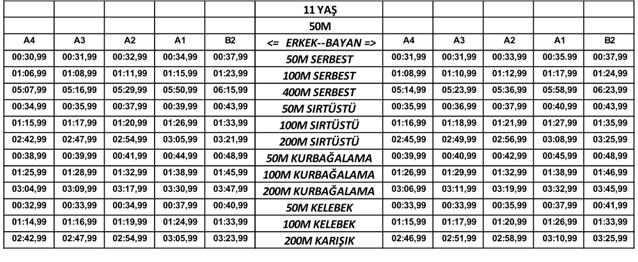 11 YAŞ
50M
A4 A3 A2 A1 B2 <= ERKEK--BAYAN => A4 A3 A2 A1 B2
00:30,99 00:31,99 00:32,99 00:34,99 00:37,99 50M SERBEST 00:31,99 00:31,99 00:33,99 00:35.99 00:37,99
01:06,99 01:08,99 01:11,99 01:15,99 01:23,99 100M SERBEST 01:08,99 01:10,99 01:12,99 01:17,99 01:24,99
05:07,99 05:16,99 05:29,99 05:50,99 06:15,99 400M SERBEST 05:14,99 05:23,99 05:36,99 05:58,99 06:23,99
00:34,99 00:35,99 00:37,99 00:39,99 00:43,99 50M SIRTÜSTÜ 00:35,99 00:36,99 00:37,99 00:40,99 00:43,99
01:15,99 01:17,99 01:20,99 01:26,99 01:33,99 100M SIRTÜSTÜ 01:16,99 01:18,99 01:21,99 01:27,99 01:35,99
02:42,99 02:47,99 02:54,99 03:05,99 03:21,99 200M SIRTÜSTÜ 02:45,99 02:49,99 02:56,99 03:08,99 03:25,99
00:38,99 00:39,99 00:41,99 00:44,99 00:48,99 50M KURBAĞALAMA 00:39,99 00:40,99 00:42,99 00:45,99 00:48,99
01:25,99 01:28,99 01:32,99 01:38,99 01:45,99 100M KURBAĞALAMA 01:26,99 01:29,99 01:32,99 01:38,99 01:46,99
03:04,99 03:09,99 03:17,99 03:30,99 03:47,99 200M KURBAĞALAMA 03:06,99 03:11,99 03:19,99 03:32,99 03:45,99
00:32,99 00:33,99 00:34,99 00:37,99 00:40,99 50M KELEBEK 00:33,99 00:33,99 00:35,99 00:37,99 00:41,99
01:14,99 01:16,99 01:19,99 01:24,99 01:33,99 100M KELEBEK 01:15,99 01:17,99 01:20,99 01:26,99 01:33,99
02:42,99 02:47,99 02:54,99 03:05,99 03:23,99 200M KARIŞIK 02:46,99 02:51,99 02:58,99 03:10,99 03:25,99